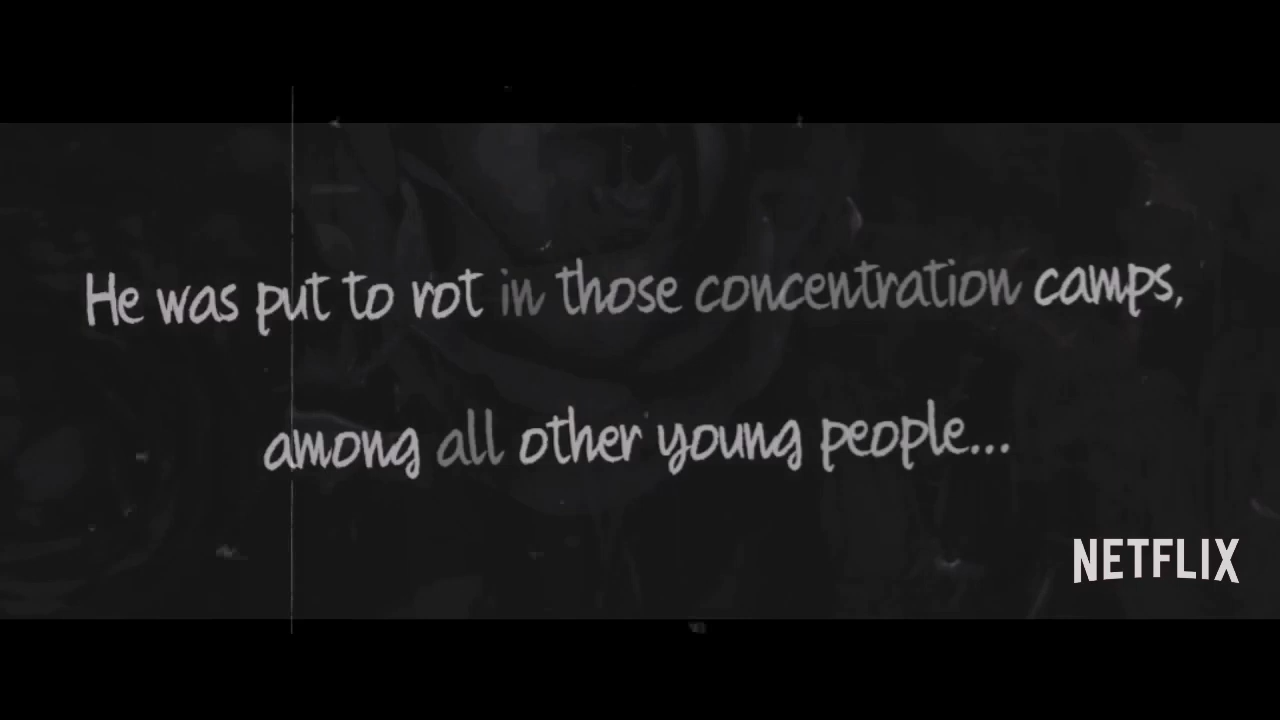 He was put to rot in those concentration camps,
among all other young people...
NETFLIX